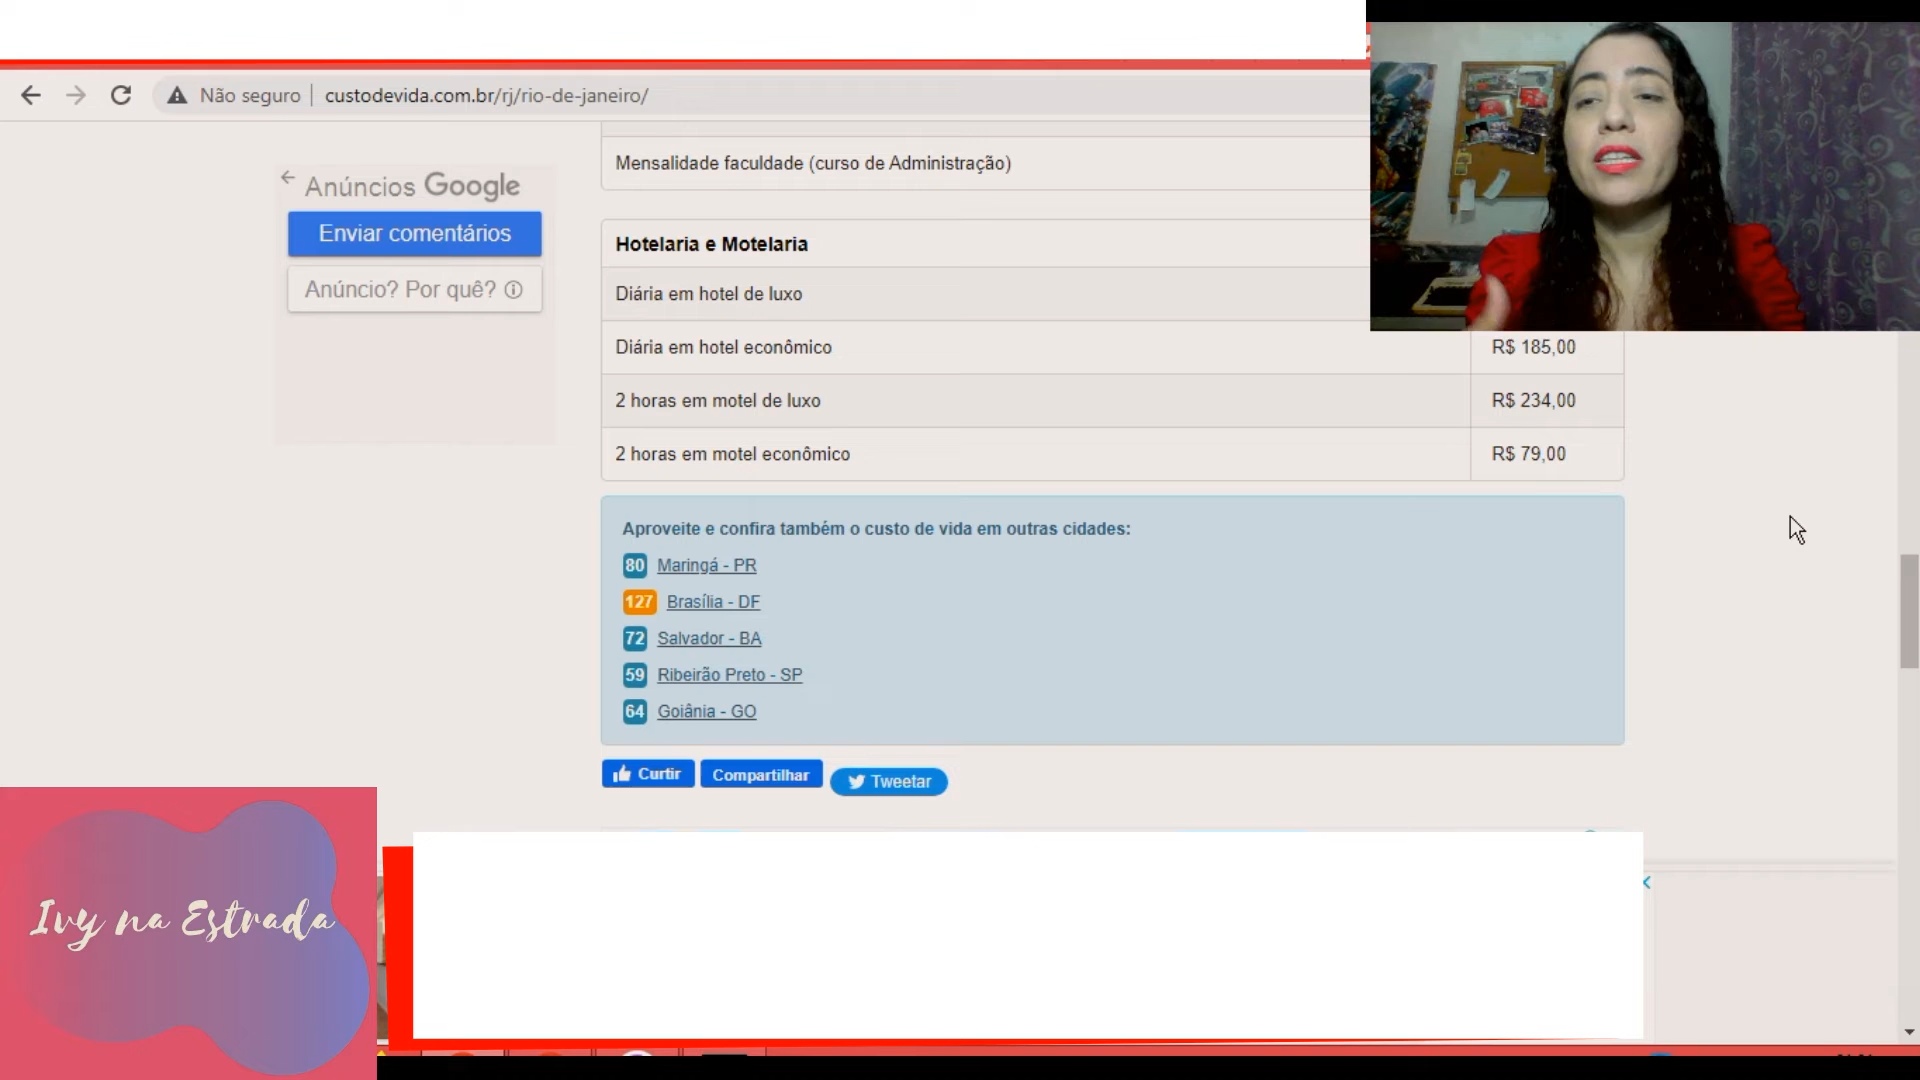 Não seguro
custodevida.com.br/rj/rio-de-janeiro/
Anúncios Google
Enviar comentários
Anúncio? Por quê?
Mensalidade faculdade (curso de Administração)
Hotelaria e Motelaria
Diária em hotel de luxo
Diária em hotel econômico R$ 185,00
2 horas em motel de luxo R$ 234,00
2 horas em motel econômico R$ 79,00
Aproveite e confira também o custo de vida em outras cidades:
80 Maringá - PR
127 Brasília - DF
72 Salvador - BA
59 Ribeirão Preto - SP
64 Goiânia - GO
Curtir Compartilhar Tweetar
Ivy na Estrada